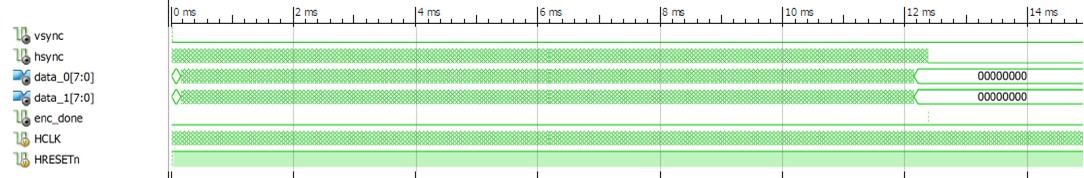 0 ms 2 ms 4 ms 6 ms 8 ms 10 ms 12 ms 14 ms
vsync
hsync
data_0[7:0] 00000000
data_1[7:0] 00000000
enc_done
HCLK
HRESETn